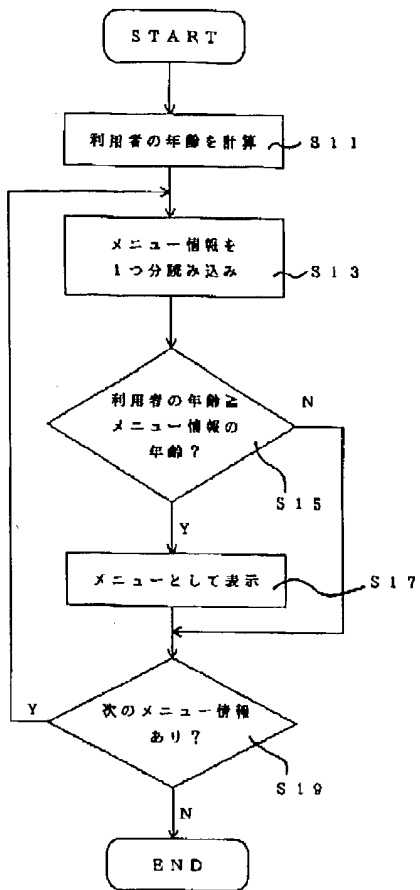 START
利用者の年齢を計算
S11
メニュー情報を
1つ分読み込み
S13
利用者の年齢≧
メニュー情報の
年齢?
N
S15
Y
メニューとして表示
S17
次のメニュー情報
あり?
Y
S19
N
END